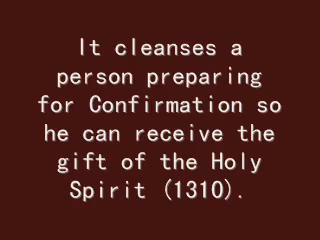 It cleanses a
person preparing
for Confirmation so
he can receive the
gift of the Holy
Spirit (1310).